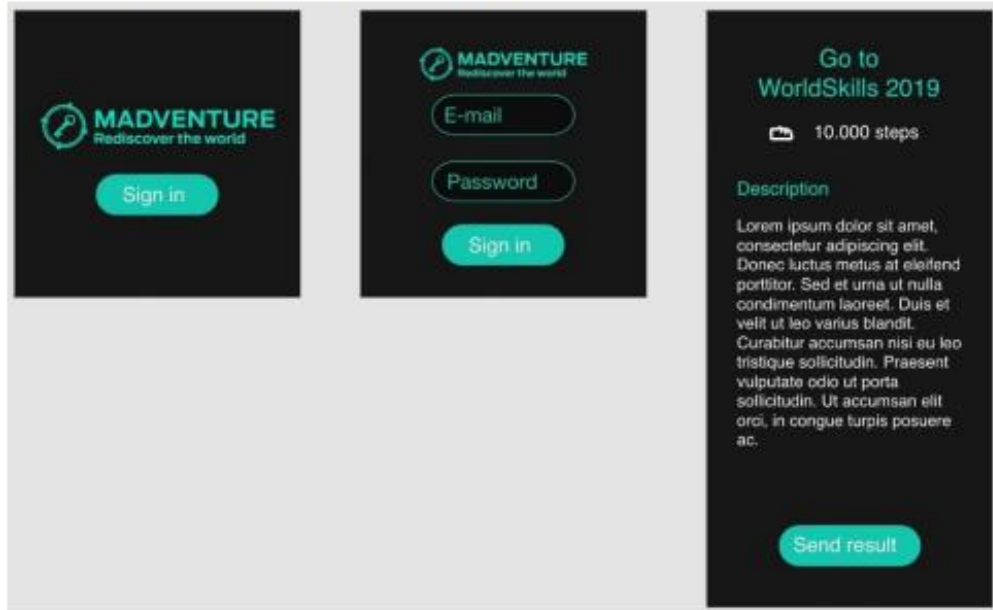 MADVENTURE
Rediscover the world
Sign in
MADVENTURE
Rediscover the world
E-mail
Password
Sign in
Go to
WorldSkills 2019
10.000 steps
Description
Lorem ipsum dolor sit amet,
consectetur adipiscing elit.
Donec luctus metus at eleifend
porttitor. Sed et urna ut nulla
condimentum laoreet. Duis et
velit ut leo varius blandit.
Curabitur accumsan nisi eu leo
tristique sollicitudin. Praesent
vulputate odio ut porta
sollicitudin. Ut accumsan elit
orci, in congue turpis posuere
ac.
Send result